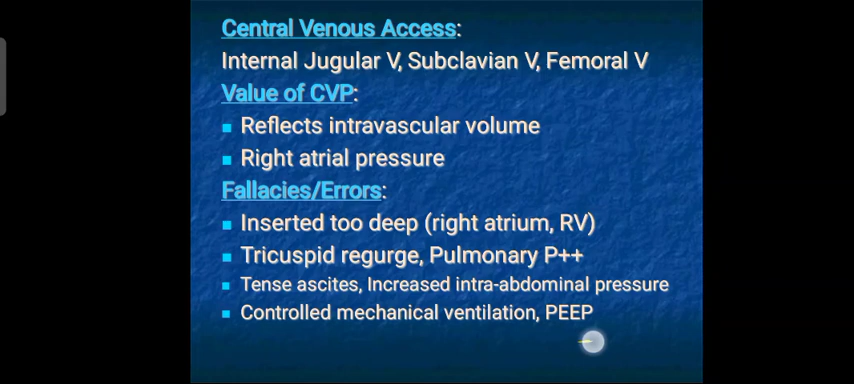 Central Venous Access:
Internal Jugular V, Subclavian V, Femoral V
Value of CVP:
■ Reflects intravascular volume
■ Right atrial pressure
Fallacies/Errors:
■ Inserted too deep (right atrium, RV)
■ Tricuspid regurge, Pulmonary P++
■ Tense ascites, Increased intra-abdominal pressure
■ Controlled mechanical ventilation, PEEP